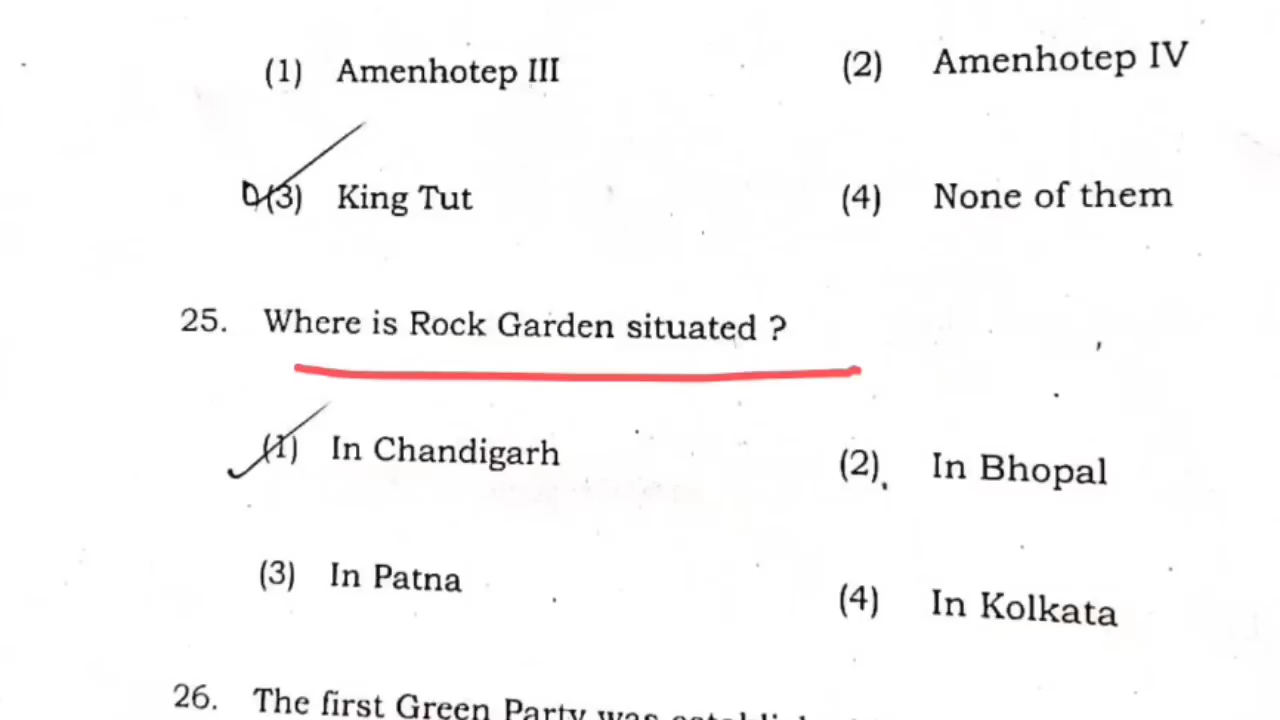 (1) Amenhotep III (2) Amenhotep IV
(3) King Tut (4) None of them
25. Where is Rock Garden situated ?
(1) In Chandigarh (2) In Bhopal
(3) In Patna (4) In Kolkata
26. The first Green Party was